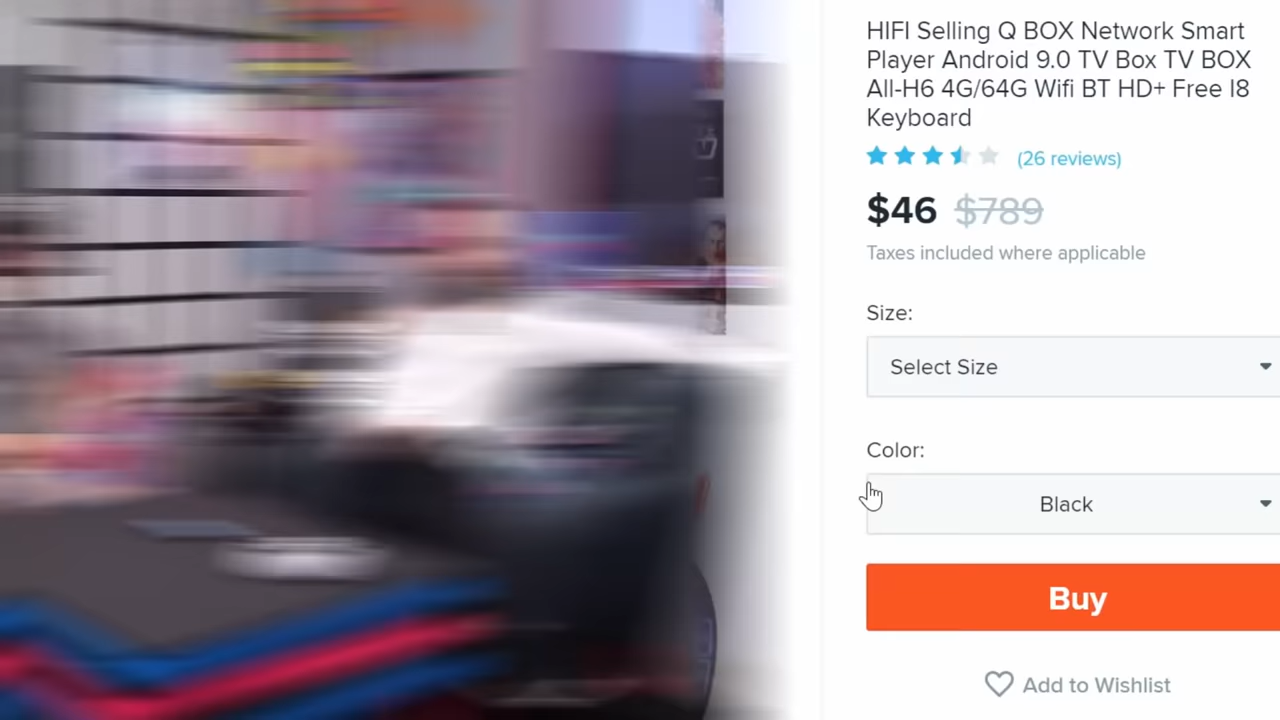 HIFI Selling Q BOX Network Smart
Player Android 9.0 TV Box TV BOX
All-H6 4G/64G Wifi BT HD+ Free I8
Keyboard
(26 reviews)
$46 $789
Taxes included where applicable
Size:
Select Size
Color:
Black
Buy
Add to Wishlist